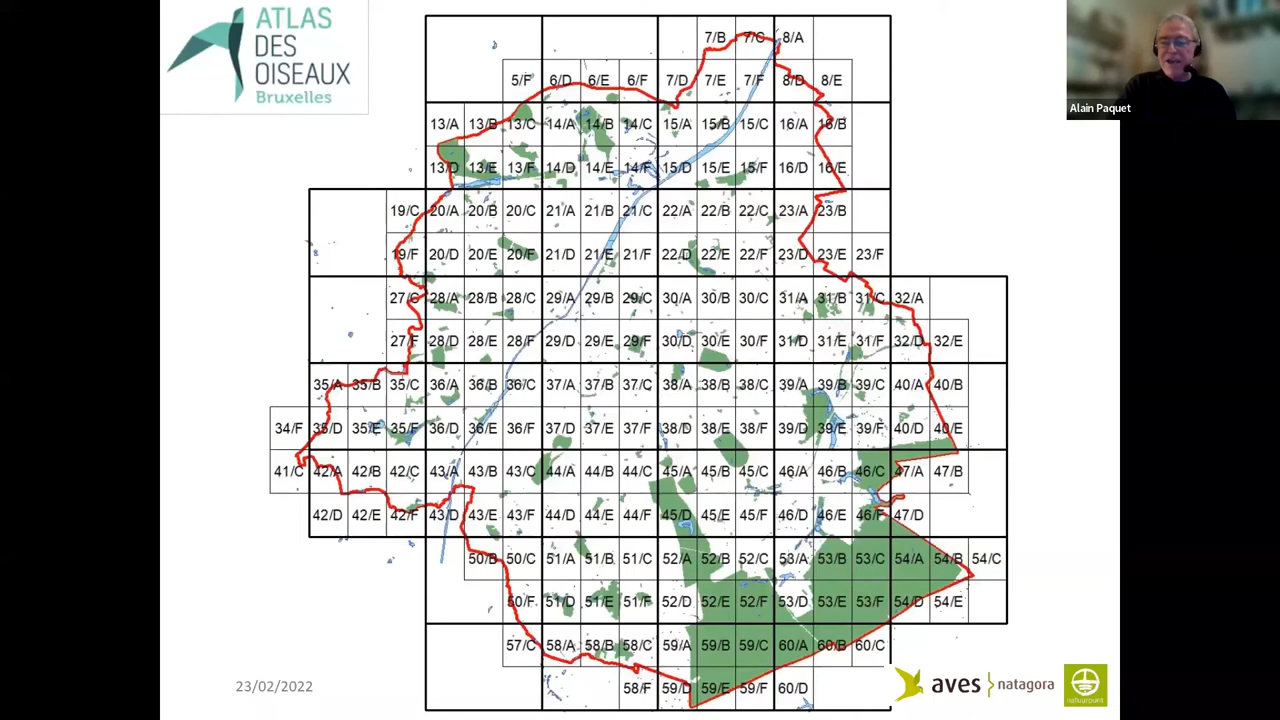 ATLAS
DES
OISEAUX
Bruxelles
Alain Paquet
7/B 7/C 8/A
5/F 6/D 6/E 6/F 7/D 7/E 7/F 8/D 8/E
13/A 13/B 13/C 14/A 14/B 14/C 15/A 15/B 15/C 16/A 16/B
13/D 13/E 13/F 14/D 14/E 14/F 15/D 15/E 15/F 16/D 16/E
19/C 20/A 20/B 20/C 21/A 21/B 21/C 22/A 22/B 22/C 23/A 23/B
19/F 20/D 20/E 20/F 21/D 21/E 21/F 22/D 22/E 22/F 23/D 23/E 23/F
27/C 28/A 28/B 28/C 29/A 29/B 29/C 30/A 30/B 30/C 31/A 31/B 31/C 32/A
27/F 28/D 28/E 28/F 29/D 29/E 29/F 30/D 30/E 30/F 31/D 31/E 31/F 32/D 32/E
35/A 35/B 35/C 36/A 36/B 36/C 37/A 37/B 37/C 38/A 38/B 38/C 39/A 39/B 39/C 40/A 40/B
34/F 35/D 35/E 35/F 36/D 36/E 36/F 37/D 37/E 37/F 38/D 38/E 38/F 39/D 39/E 39/F 40/D 40/E
41/C 42/A 42/B 42/C 43/A 43/B 43/C 44/A 44/B 44/C 45/A 45/B 45/C 46/A 46/B 46/C 47/A 47/B
42/D 42/E 42/F 43/D 43/E 43/F 44/D 44/E 44/F 45/D 45/E 45/F 46/D 46/E 46/F 47/D
50/B 50/C 51/A 51/B 51/C 52/A 52/B 52/C 53/A 53/B 53/C 54/A 54/B 54/C
50/F 51/D 51/E 51/F 52/D 52/E 52/F 53/D 53/E 53/F 54/D 54/E
57/C 58/A 58/B 58/C 59/A 59/B 59/C 60/A 60/B 60/C
58/F 59/D 59/E 59/F 60/D
23/02/2022
aves natagora
natuurpunt